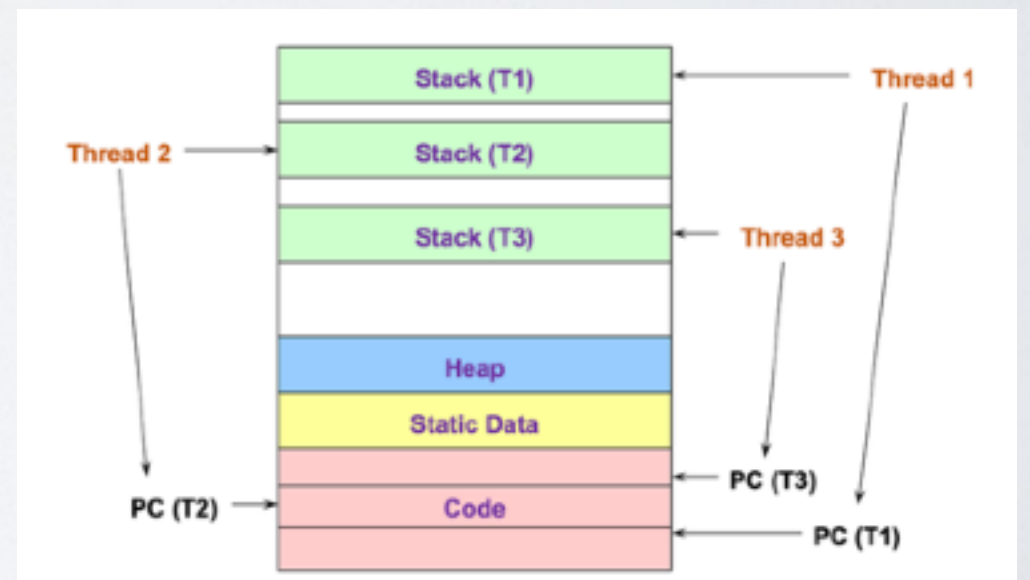 Stack (T1)
Thread 1
Thread 2
Stack (T2)
Stack (T3)
Thread 3
Heap
Static Data
PC (T3)
PC (T2)
Code
PC (T1)